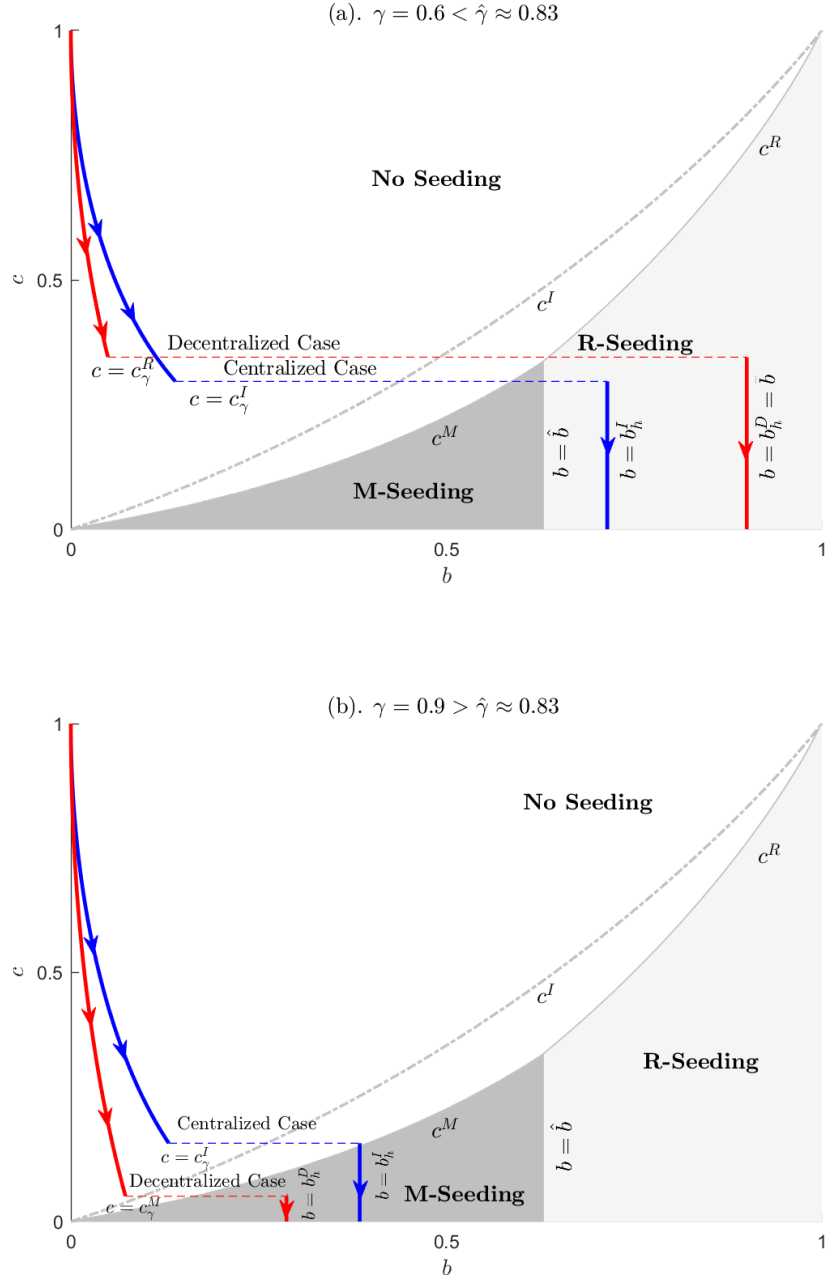 (a). γ = 0.6 < γ̂ ≈ 0.83
1
No Seeding
c^R
c
0.5
c^I
Decentralized Case
R-Seeding
c = c_γ^R
Centralized Case
c = c_γ^I
c^M
b = b̂
b = b_h^I
b = b_h^D = b̄
M-Seeding
0
0
0.5
1
b
(b). γ = 0.9 > γ̂ ≈ 0.83
1
No Seeding
c^R
c
0.5
c^I
R-Seeding
Centralized Case
c^M
b = b̂
c = c_γ^I
Decentralized Case
b = b_h^D
b = b_h^I
M-Seeding
c = c_γ^M
0
0
0.5
1
b